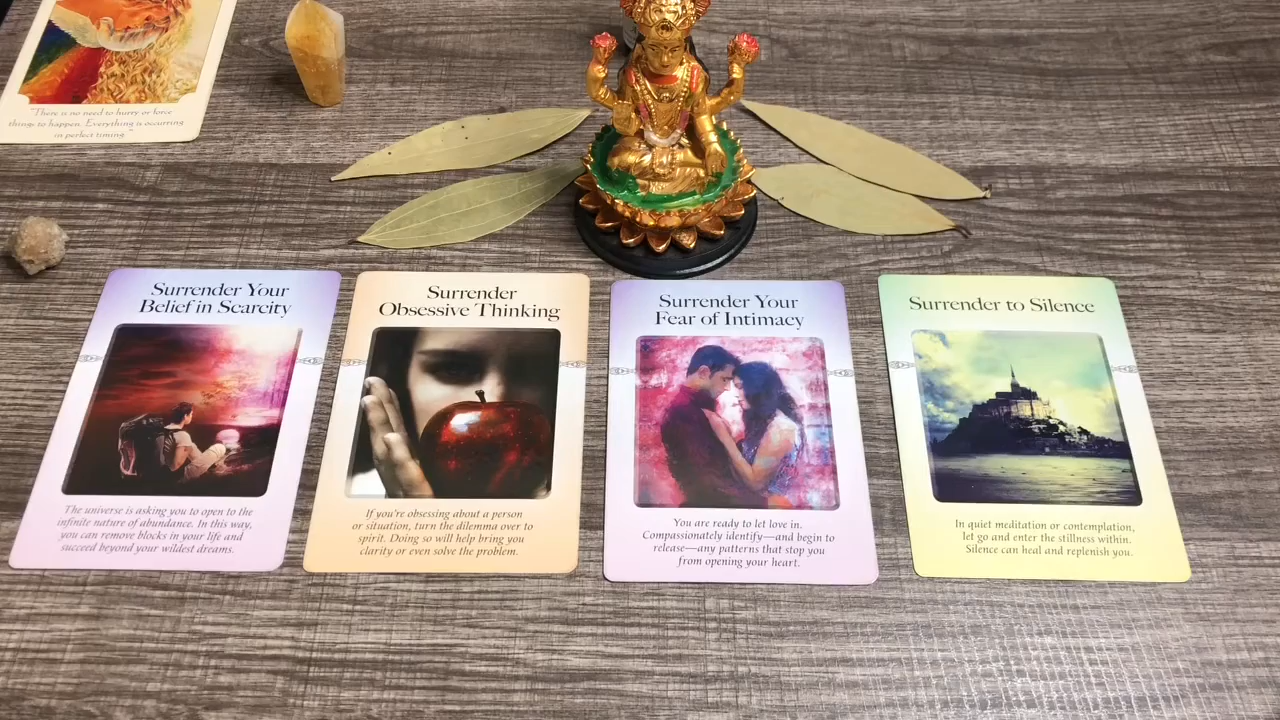 "There is no need to hurry or force
things to happen. Everything is occurring
in perfect timing."
Surrender Your
Belief in Scarcity
The universe is asking you to open to the
infinite nature of abundance. In this way,
you can remove blocks in your life and
succeed beyond your wildest dreams.
Surrender
Obsessive Thinking
If you're obsessing about a person
or situation, turn the dilemma over to
spirit. Doing so will help bring you
clarity or even solve the problem.
Surrender Your
Fear of Intimacy
You are ready to let love in.
Compassionately identify—and begin to
release—any patterns that stop you
from opening your heart.
Surrender to Silence
In quiet meditation or contemplation,
let go and enter the stillness within.
Silence can heal and replenish you.